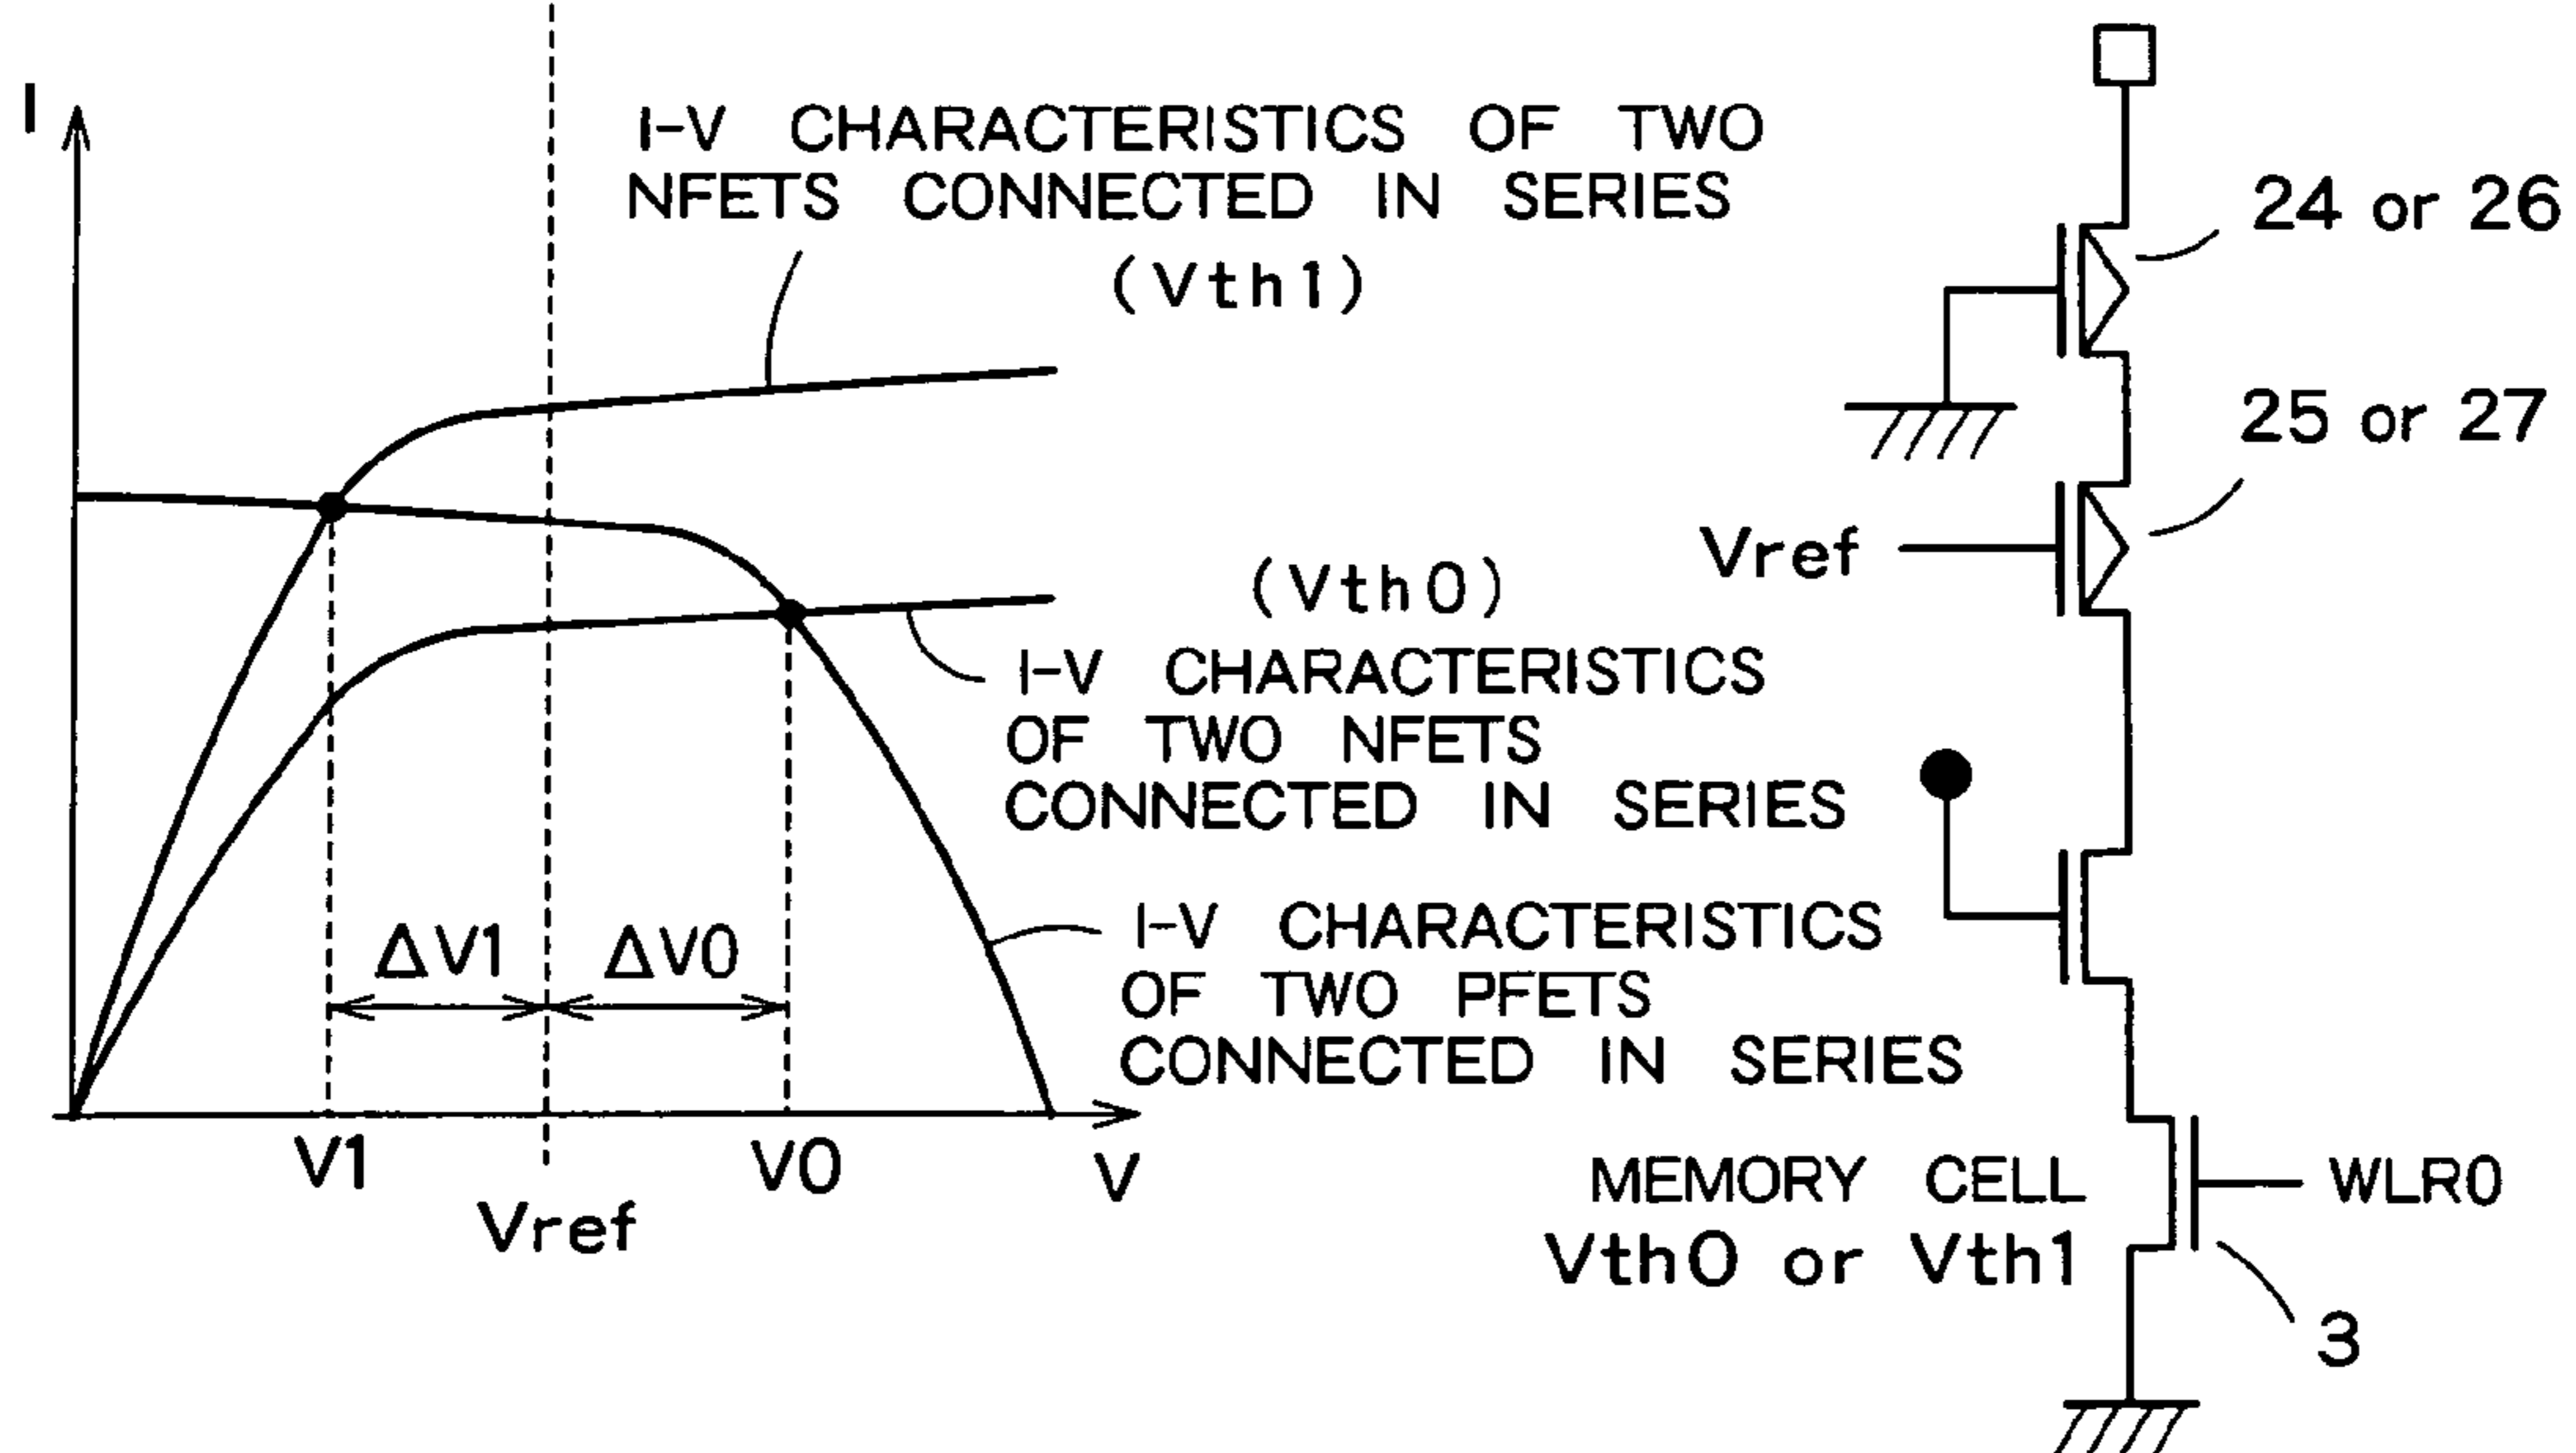 I
I-V CHARACTERISTICS OF TWO
NFETS CONNECTED IN SERIES
(Vth1)
(Vth0)
I-V CHARACTERISTICS
OF TWO NFETS
CONNECTED IN SERIES
I-V CHARACTERISTICS
OF TWO PFETS
CONNECTED IN SERIES
ΔV1
ΔV0
V1
Vref
V0
V
24 or 26
25 or 27
Vref
MEMORY CELL
Vth0 or Vth1
WLR0
3